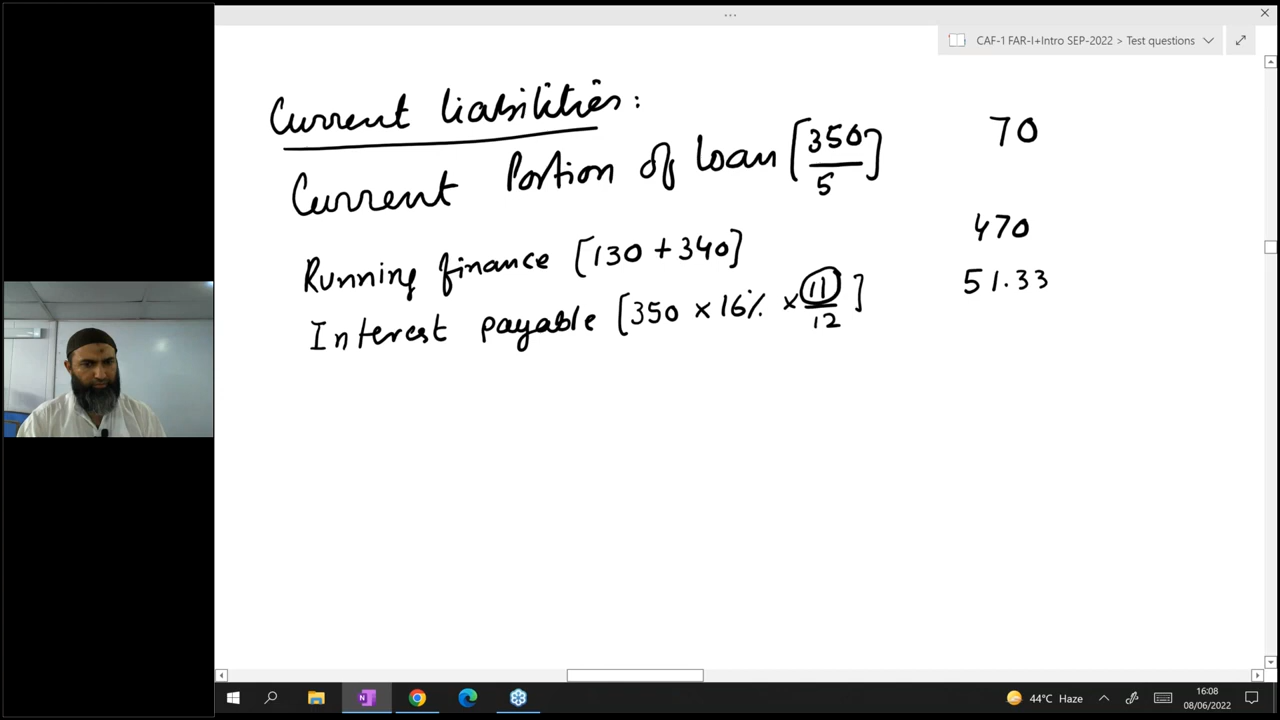 CAF-1 FAR-I+Intro SEP-2022 > Test questions
Current liabilities:
Current Portion of loan [350/5] 70
Running finance [130 + 340] 470
Interest payable [350 × 16% × 11/12] 51.33
44°C Haze
16:08
08/06/2022